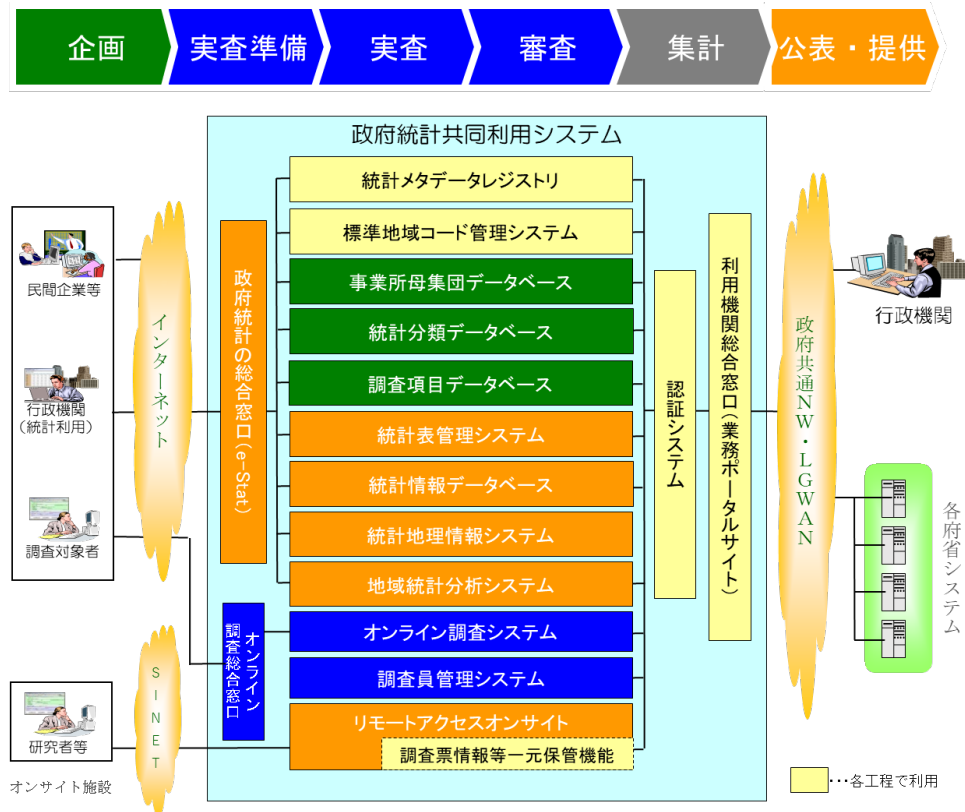 企画
実査準備
実査
審査
集計
公表・提供
政府統計共同利用システム
統計メタデータレジストリ
標準地域コード管理システム
事業所母集団データベース
統計分類データベース
調査項目データベース
統計表管理システム
統計情報データベース
統計地理情報システム
地域統計分析システム
オンライン調査システム
調査員管理システム
リモートアクセスオンサイト
調査票情報等一元保管機能
民間企業等
行政機関
(統計利用)
調査対象者
研究者等
オンサイト施設
インターネット
SINET
政府統計の総合窓口(e-Stat)
オンライン
調査総合窓口
認証システム
利用機関総合窓口(業務ポータルサイト)
政府共通NW・LGWAN
行政機関
各府省システム
・・・各工程で利用